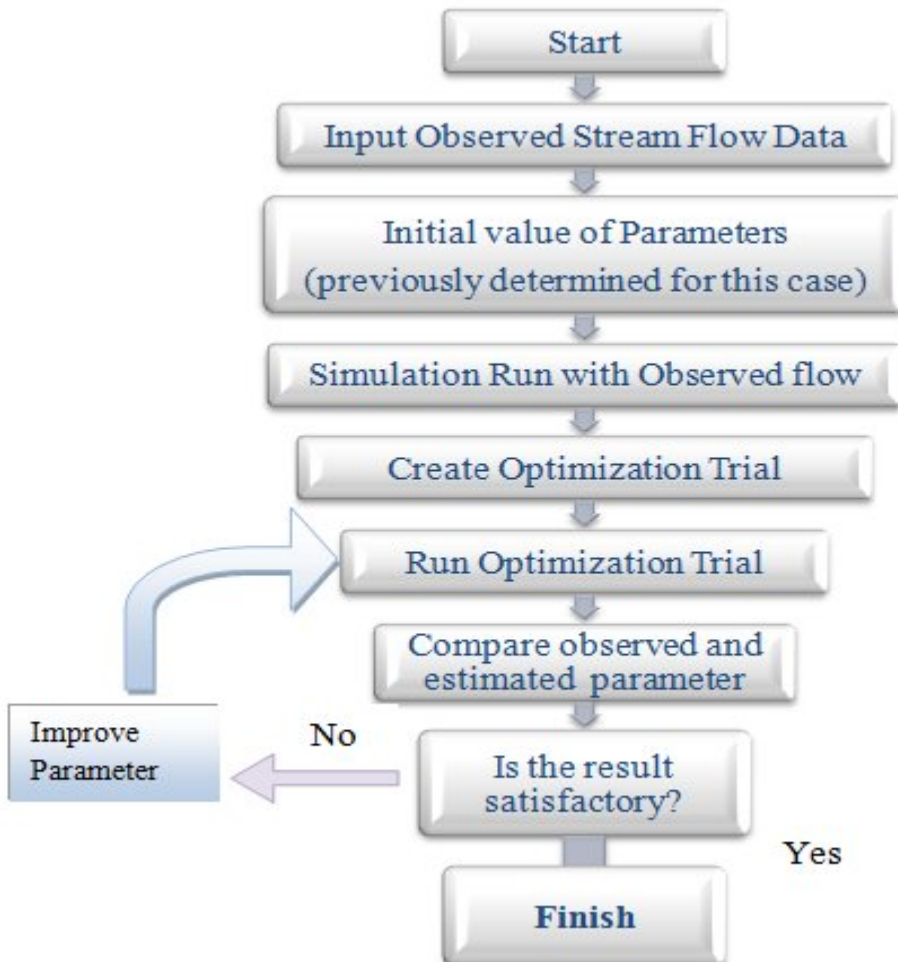 Start
Input Observed Stream Flow Data
Initial value of Parameters
(previously determined for this case)
Simulation Run with Observed flow
Create Optimization Trial
Run Optimization Trial
Compare observed and
estimated parameter
Improve
Parameter
No
Is the result
satisfactory?
Yes
Finish